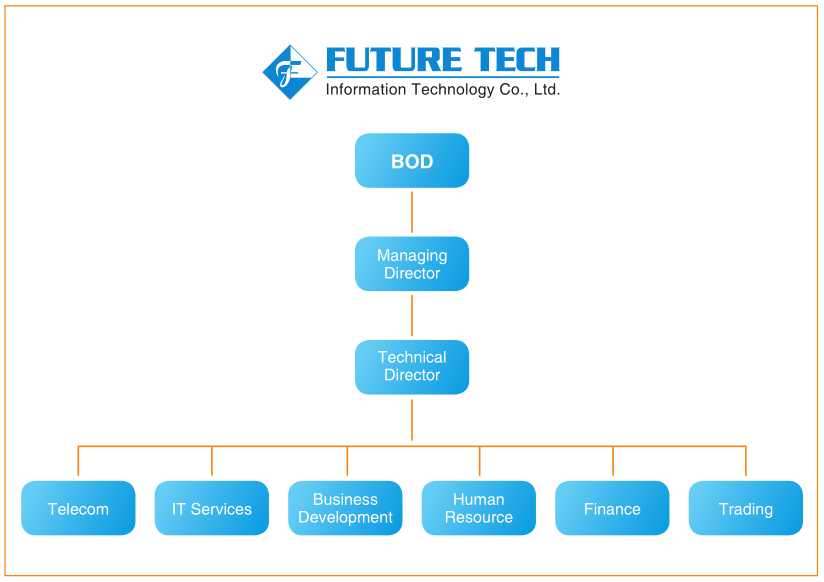 FUTURE TECH
Information Technology Co., Ltd.
BOD
Managing
Director
Technical
Director
Telecom
IT Services
Business
Development
Human
Resource
Finance
Trading